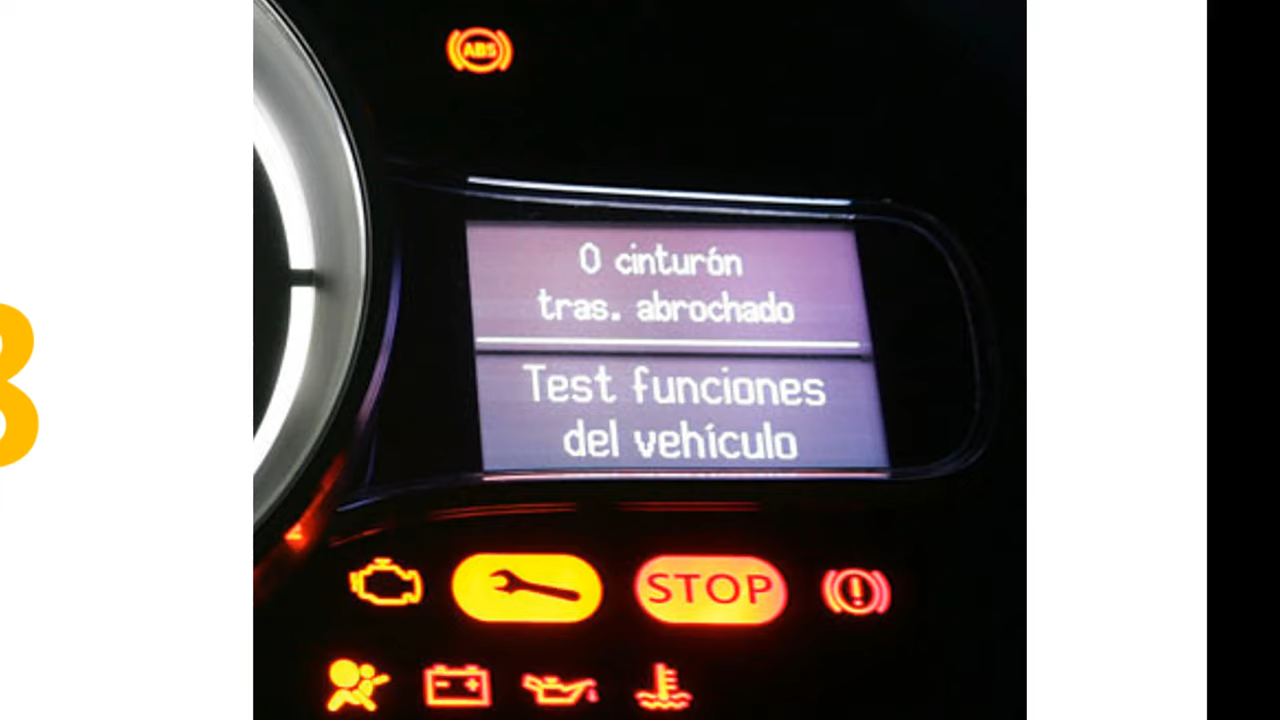 ABS
0 cinturón
tras. abrochado
Test funciones
del vehículo
STOP